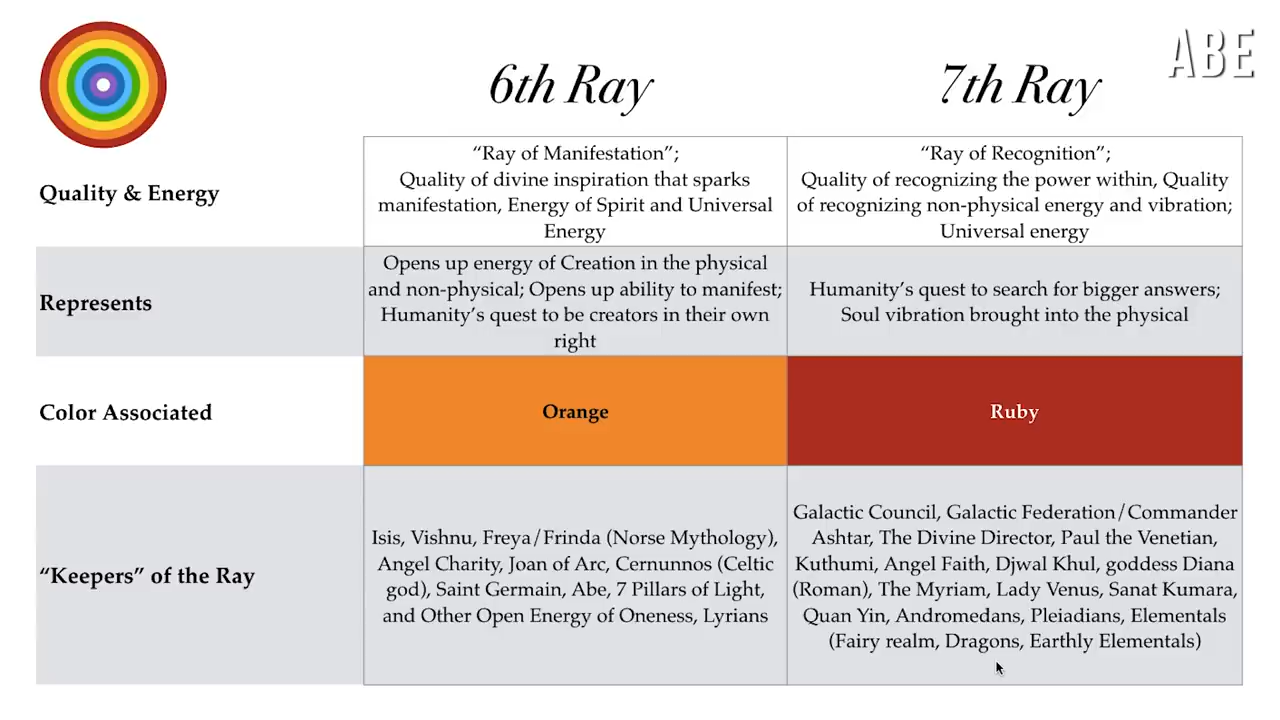 ABE
6th Ray
7th Ray
Quality & Energy
“Ray of Manifestation”;
Quality of divine inspiration that sparks
manifestation, Energy of Spirit and Universal
Energy
“Ray of Recognition”;
Quality of recognizing the power within, Quality
of recognizing non-physical energy and vibration;
Universal energy
Represents
Opens up energy of Creation in the physical
and non-physical; Opens up ability to manifest;
Humanity’s quest to be creators in their own
right
Humanity’s quest to search for bigger answers;
Soul vibration brought into the physical
Color Associated
Orange
Ruby
“Keepers” of the Ray
Isis, Vishnu, Freya/Frinda (Norse Mythology),
Angel Charity, Joan of Arc, Cernunnos (Celtic
god), Saint Germain, Abe, 7 Pillars of Light,
and Other Open Energy of Oneness, Lyrians
Galactic Council, Galactic Federation/Commander
Ashtar, The Divine Director, Paul the Venetian,
Kuthumi, Angel Faith, Djwal Khul, goddess Diana
(Roman), The Myriam, Lady Venus, Sanat Kumara,
Quan Yin, Andromedans, Pleiadians, Elementals
(Fairy realm, Dragons, Earthly Elementals)